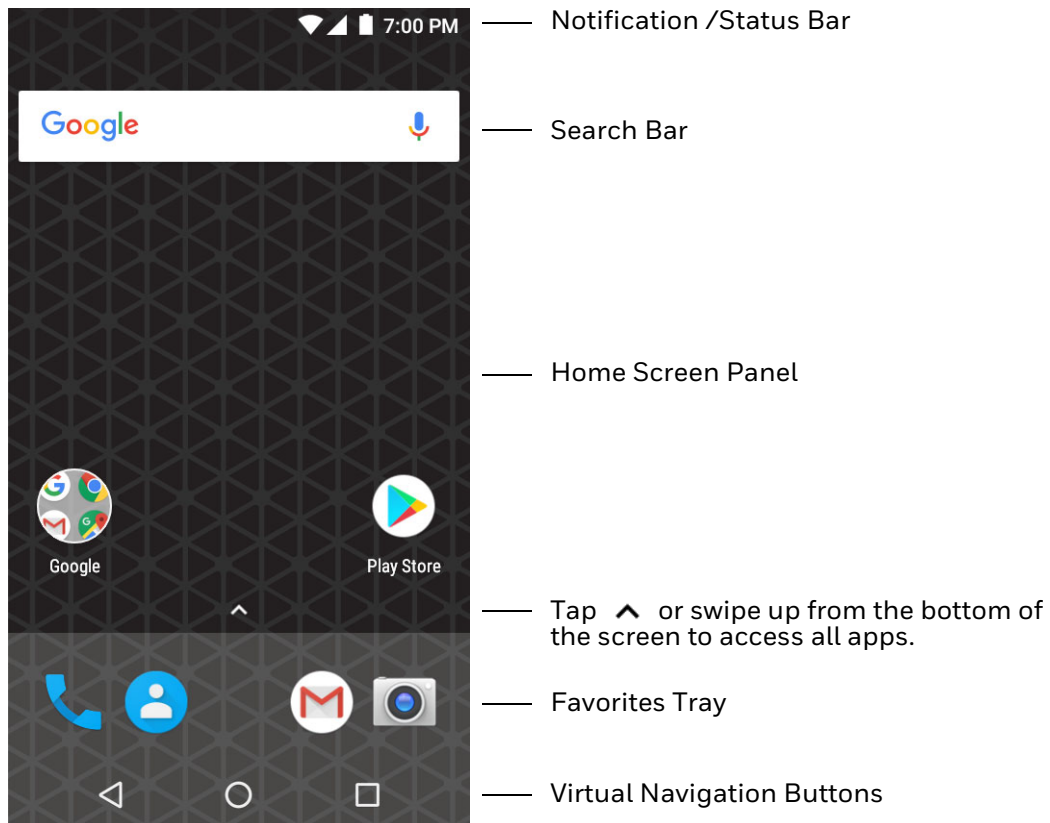 7:00 PM
Notification /Status Bar
Google
Search Bar
Home Screen Panel
Google
Play Store
Tap ^ or swipe up from the bottom of
the screen to access all apps.
Favorites Tray
Virtual Navigation Buttons